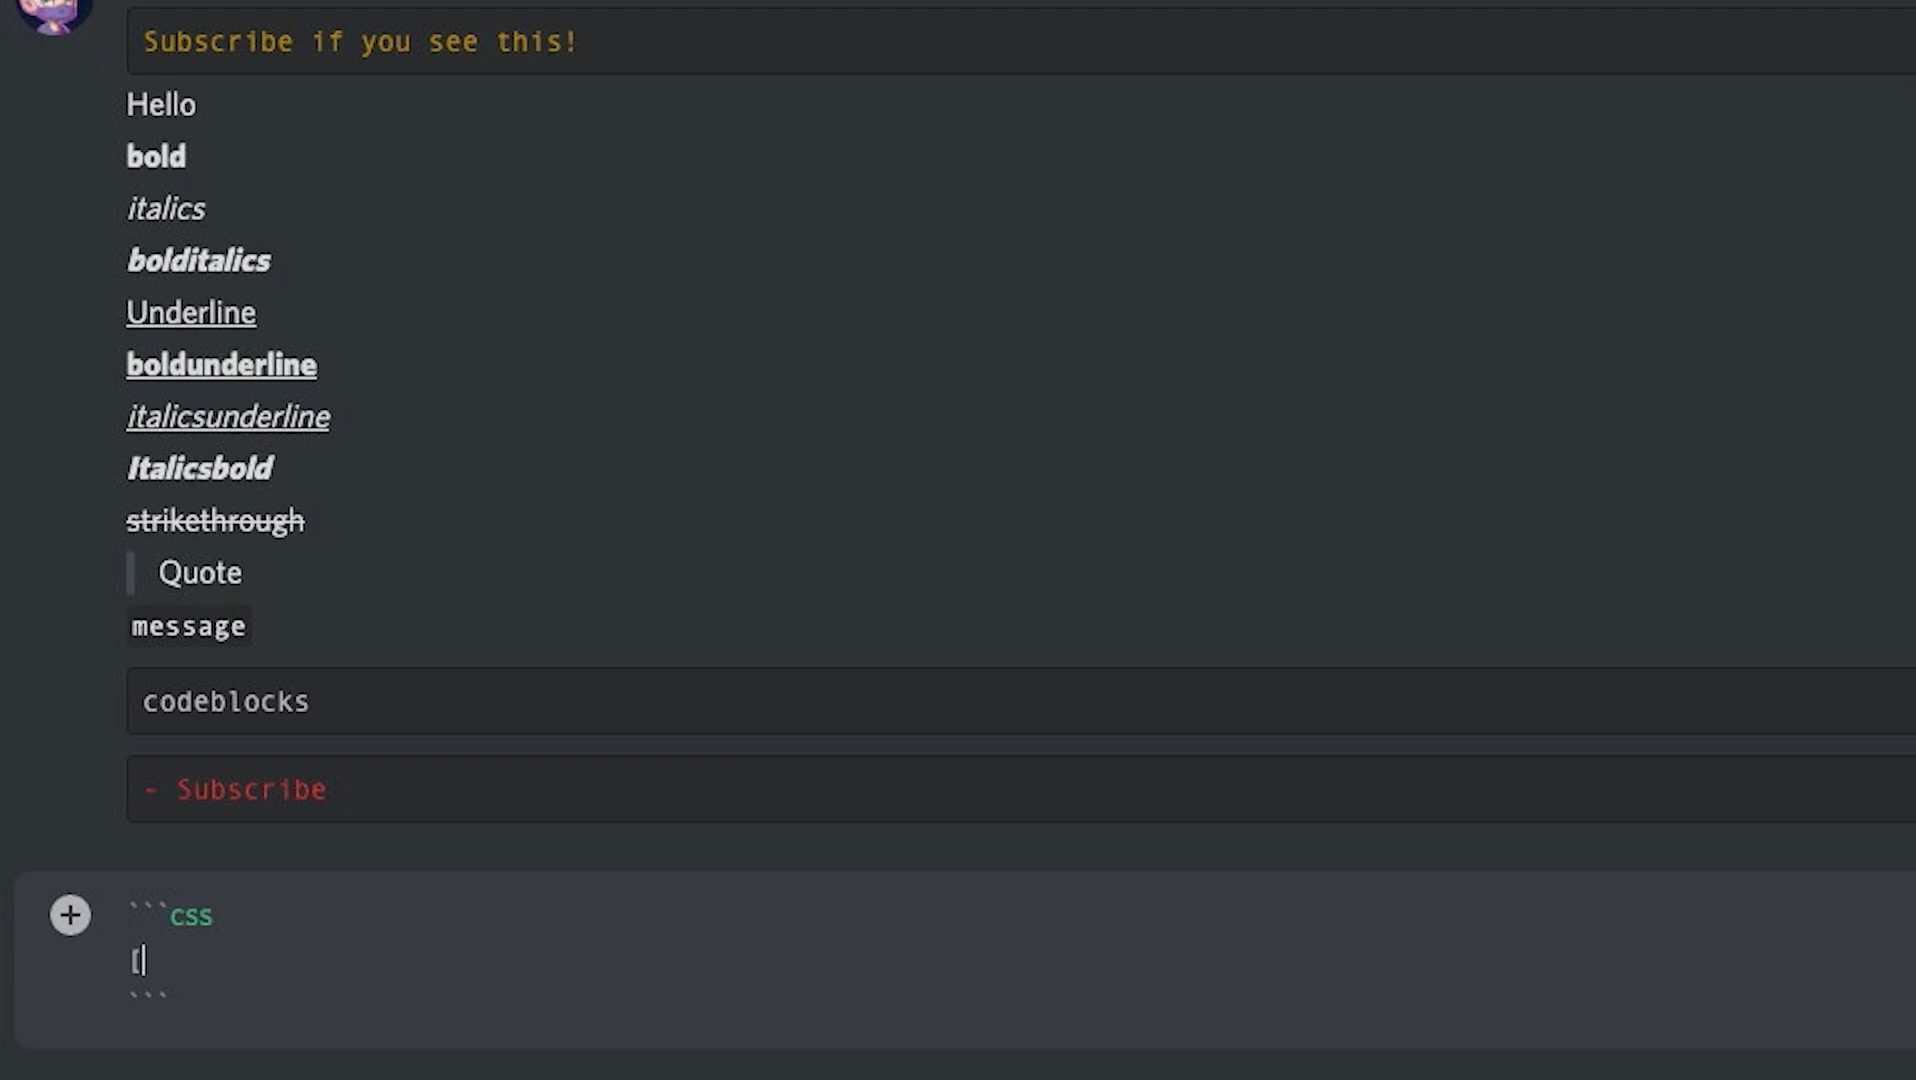 Subscribe if you see this!
Hello
bold
italics
bolditalics
Underline
boldunderline
italicsunderline
Italicsbold
strikethrough
Quote
message
codeblocks
- Subscribe
```css
[
```